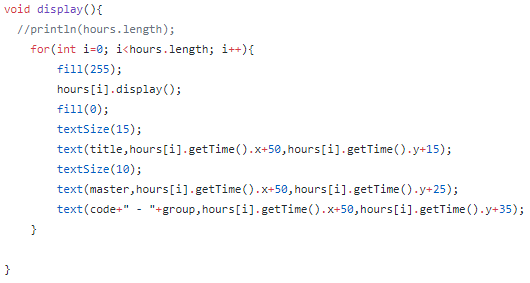 void display(){
  //println(hours.length);
    for(int i=0; i<hours.length; i++){
        fill(255);
        hours[i].display();
        fill(0);
        textSize(15);
        text(title,hours[i].getTime().x+50,hours[i].getTime().y+15);
        textSize(10);
        text(master,hours[i].getTime().x+50,hours[i].getTime().y+25);
        text(code+" - "+group,hours[i].getTime().x+50,hours[i].getTime().y+35);
    }

}